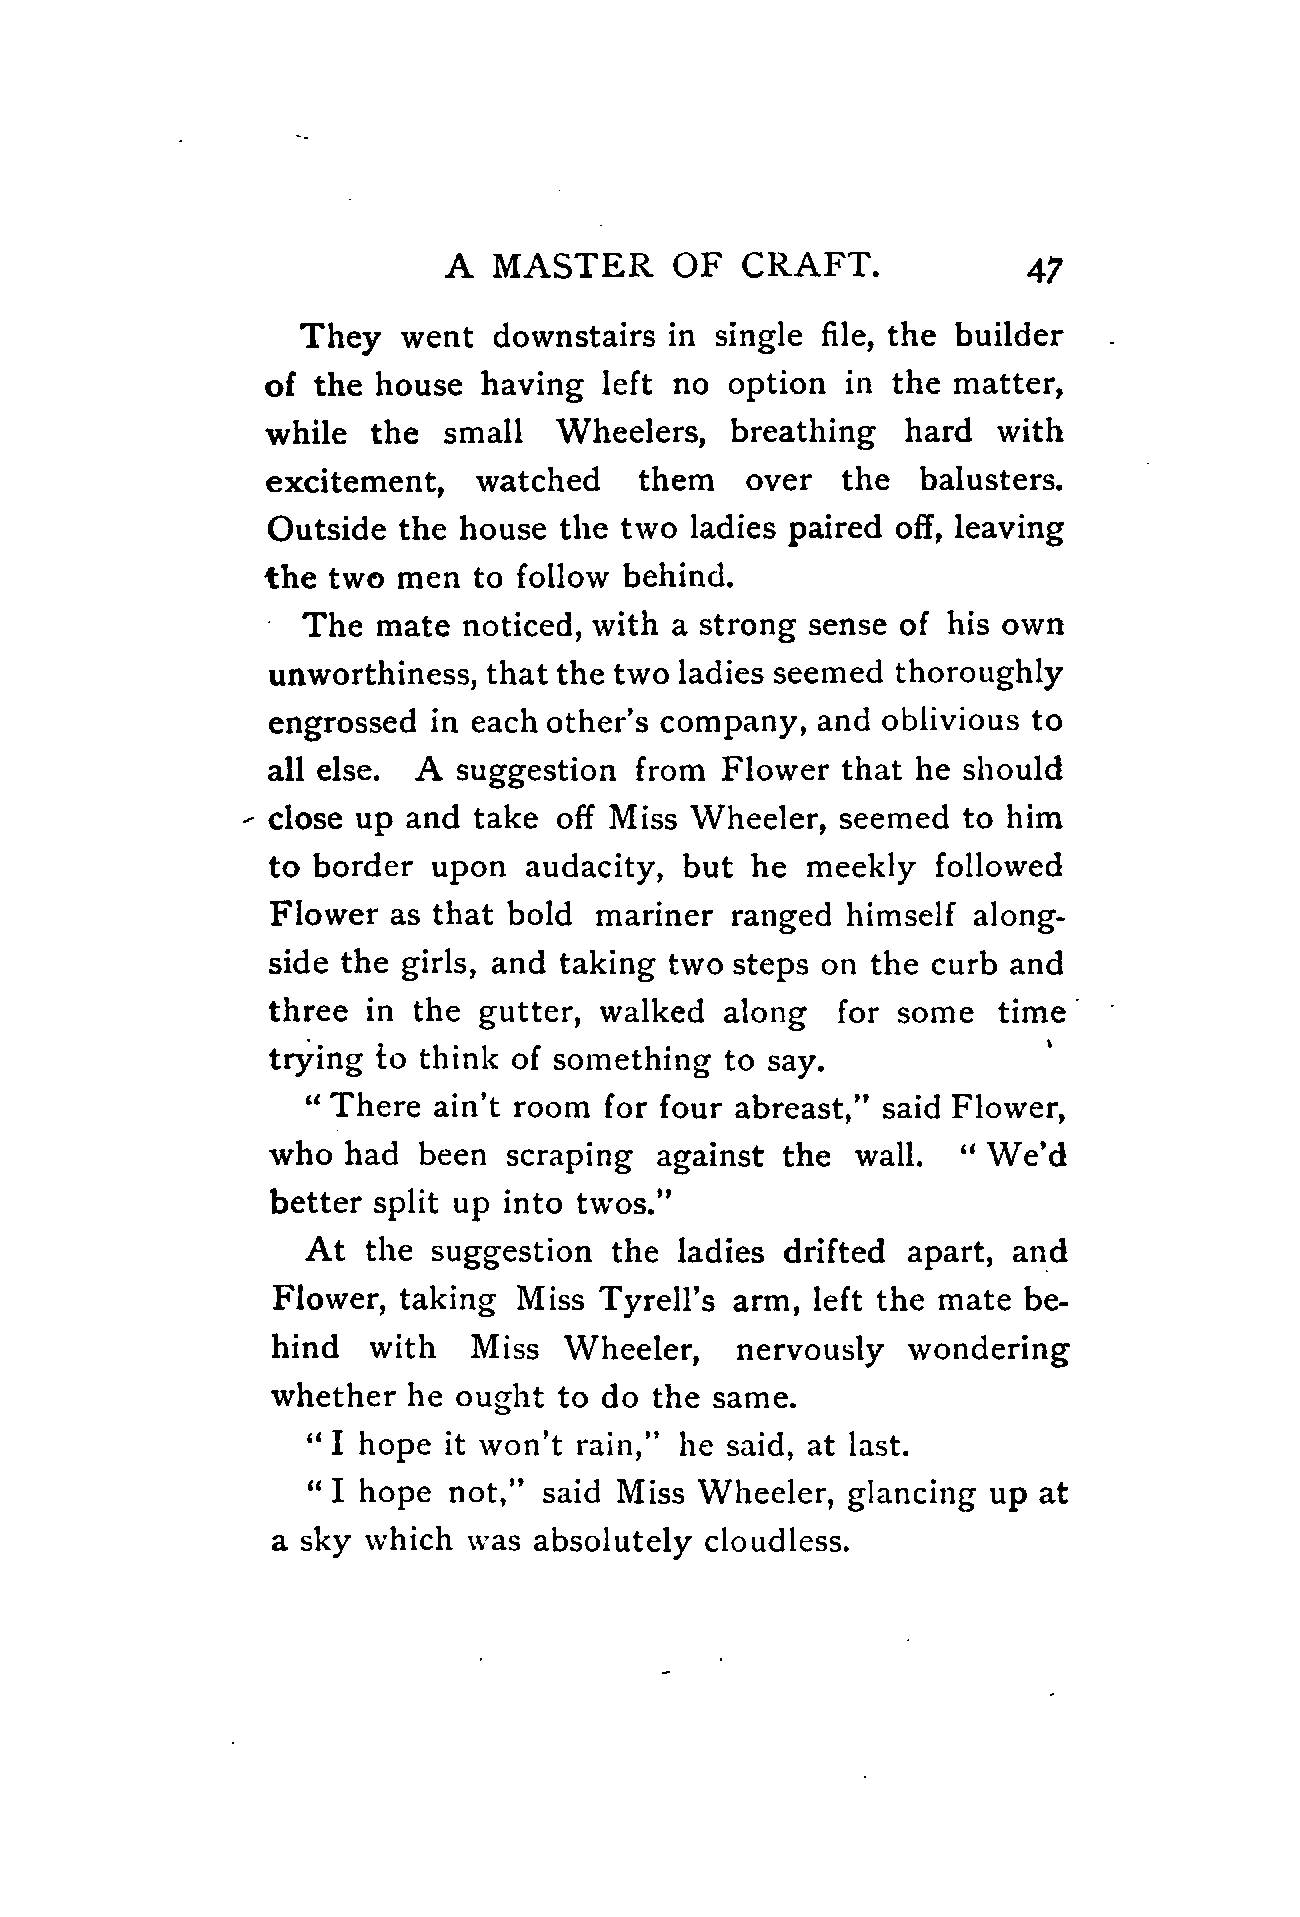 A MASTER OF CRAFT. 47
They went downstairs in single file, the builder
of the house having left no option in the matter,
while the small Wheelers, breathing hard with
excitement, watched them over the balusters.
Outside the house the two ladies paired off, leaving
the two men to follow behind.
The mate noticed, with a strong sense of his own
unworthiness, that the two ladies seemed thoroughly
engrossed in each other's company, and oblivious to
all else. A suggestion from Flower that he should
close up and take off Miss Wheeler, seemed to him
to border upon audacity, but he meekly followed
Flower as that bold mariner ranged himself along-
side the girls, and taking two steps on the curb and
three in the gutter, walked along for some time
trying to think of something to say.
"There ain't room for four abreast," said Flower,
who had been scraping against the wall. "We'd
better split up into twos."
At the suggestion the ladies drifted apart, and
Flower, taking Miss Tyrell's arm, left the mate be-
hind with Miss Wheeler, nervously wondering
whether he ought to do the same.
"I hope it won't rain," he said, at last.
"I hope not," said Miss Wheeler, glancing up at
a sky which was absolutely cloudless.